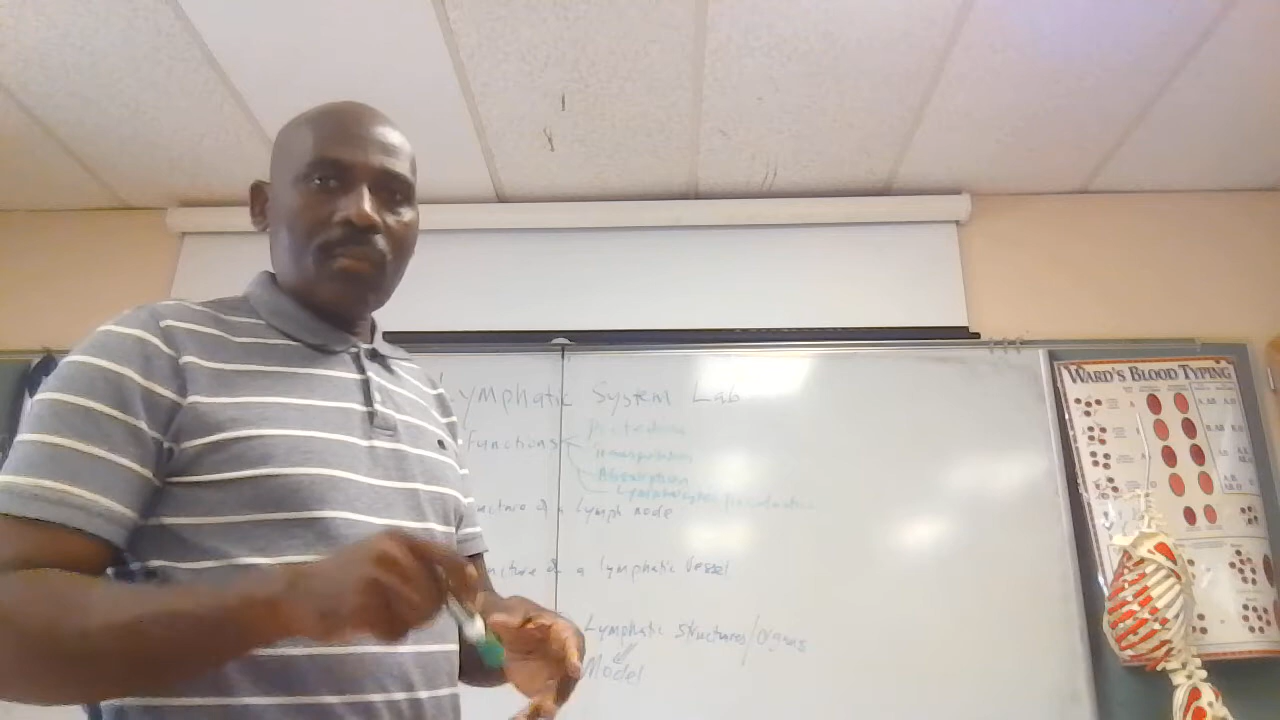 Lymphatic System Lab
functions Protection
Transportation
Absorption
Lymphocytes production
ucture of a Lymph node
ucture of a lymphatic Vessel
Lymphatic structures/organs
Model
WARD'S BLOOD TYPING